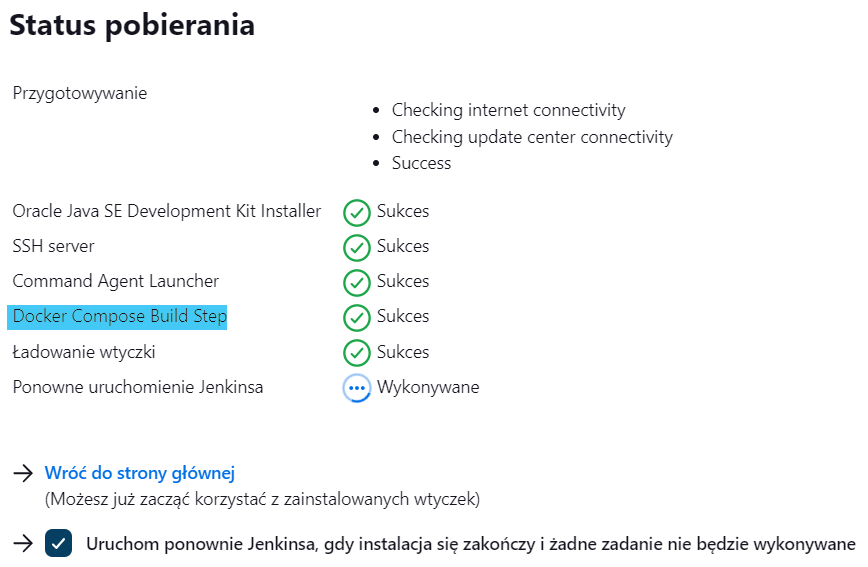 Status pobierania
Przygotowywanie
Checking internet connectivity
Checking update center connectivity
Success
Oracle Java SE Development Kit Installer Sukces
SSH server Sukces
Command Agent Launcher Sukces
Docker Compose Build Step Sukces
Ładowanie wtyczki Sukces
Ponowne uruchomienie Jenkinsa Wykonywane
Wróć do strony głównej
(Możesz już zacząć korzystać z zainstalowanych wtyczek)
Uruchom ponownie Jenkinsa, gdy instalacja się zakończy i żadne zadanie nie będzie wykonywane